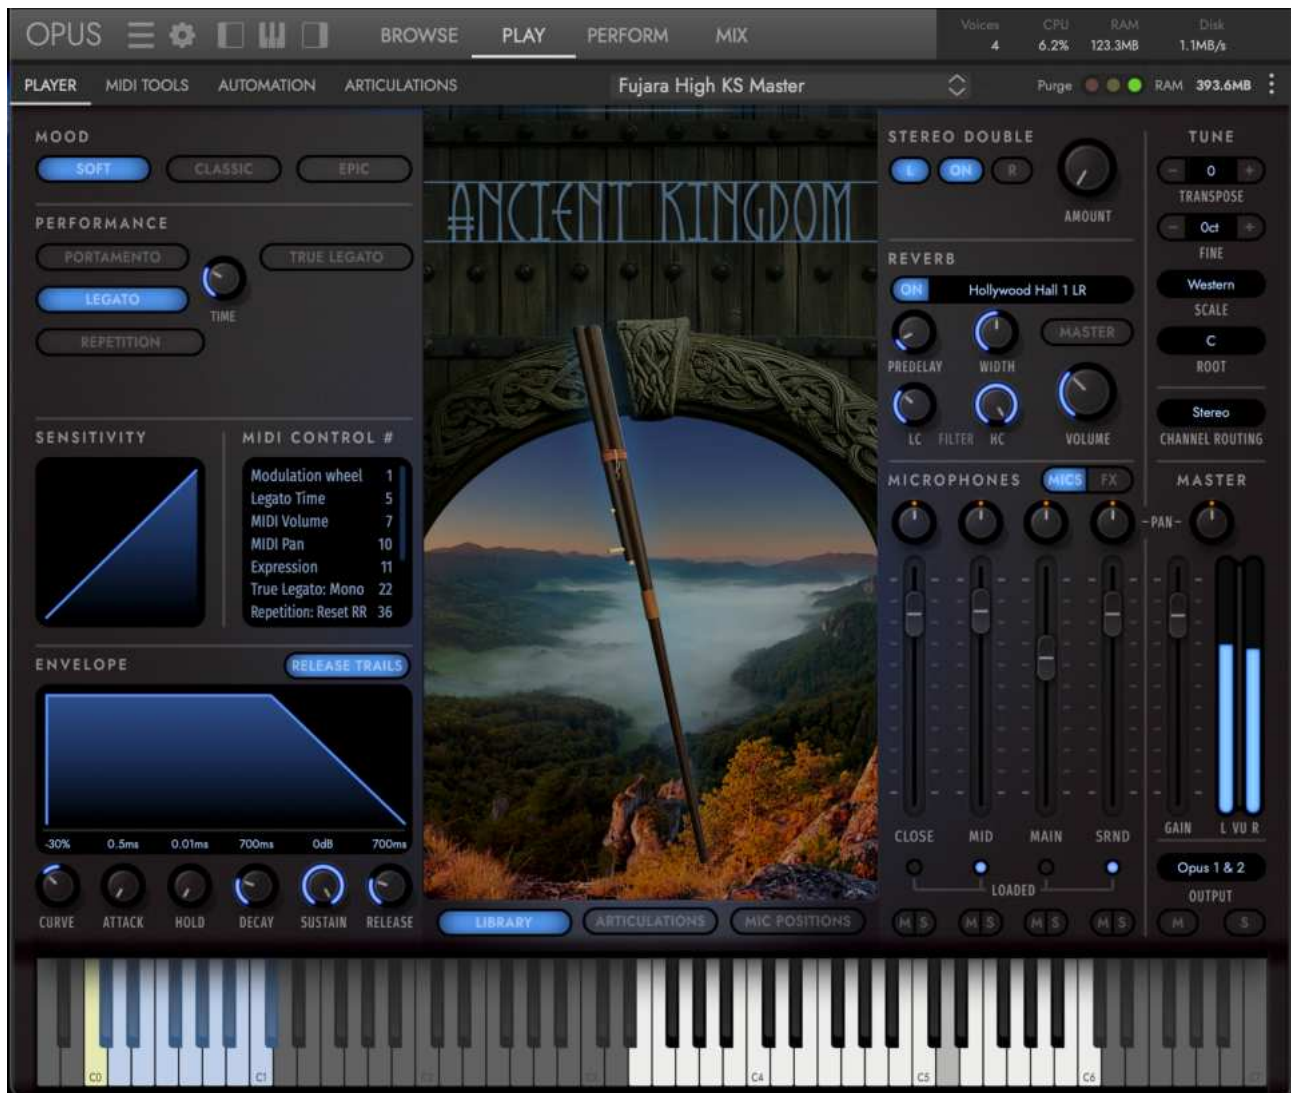 OPUS BROWSE PLAY PERFORM MIX
Voices CPU RAM Disk
4 6.2% 123.3MB 1.1MB/s
PLAYER MIDI TOOLS AUTOMATION ARTICULATIONS
Fujara High KS Master
Purge RAM 393.6MB
MOOD
SOFT CLASSIC EPIC
PERFORMANCE
PORTAMENTO TRUE LEGATO
LEGATO
TIME
REPETITION
SENSITIVITY
MIDI CONTROL #
Modulation wheel 1
Legato Time 5
MIDI Volume 7
MIDI Pan 10
Expression 11
True Legato: Mono 22
Repetition: Reset RR 36
ENVELOPE RELEASE TRAILS
-30% 0.5ms 0.01ms 700ms 0dB 700ms
CURVE ATTACK HOLD DECAY SUSTAIN RELEASE
ANCIENT KINGDOM
LIBRARY ARTICULATIONS MIC POSITIONS
STEREO DOUBLE
L ON R
AMOUNT
REVERB
ON Hollywood Hall 1 LR
MASTER
PREDELAY WIDTH
LC FILTER HC VOLUME
MICROPHONES MICS FX
-PAN-
CLOSE MID MAIN SRND
LOADED
M S M S M S M S
TUNE
- 0 +
TRANSPOSE
- 0ct +
FINE
Western
SCALE
C
ROOT
Stereo
CHANNEL ROUTING
MASTER
GAIN L VU R
Opus 1 & 2
OUTPUT
M S
C0 C1 C2 C3 C4 C5 C6 C7